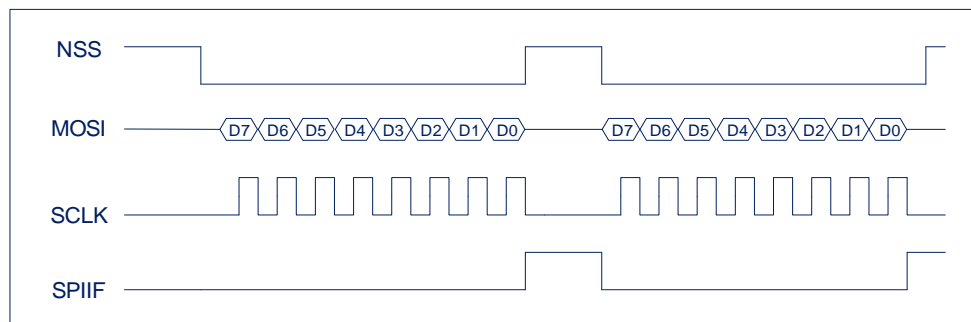 NSS
MOSI D7 D6 D5 D4 D3 D2 D1 D0 D7 D6 D5 D4 D3 D2 D1 D0
SCLK
SPIIF